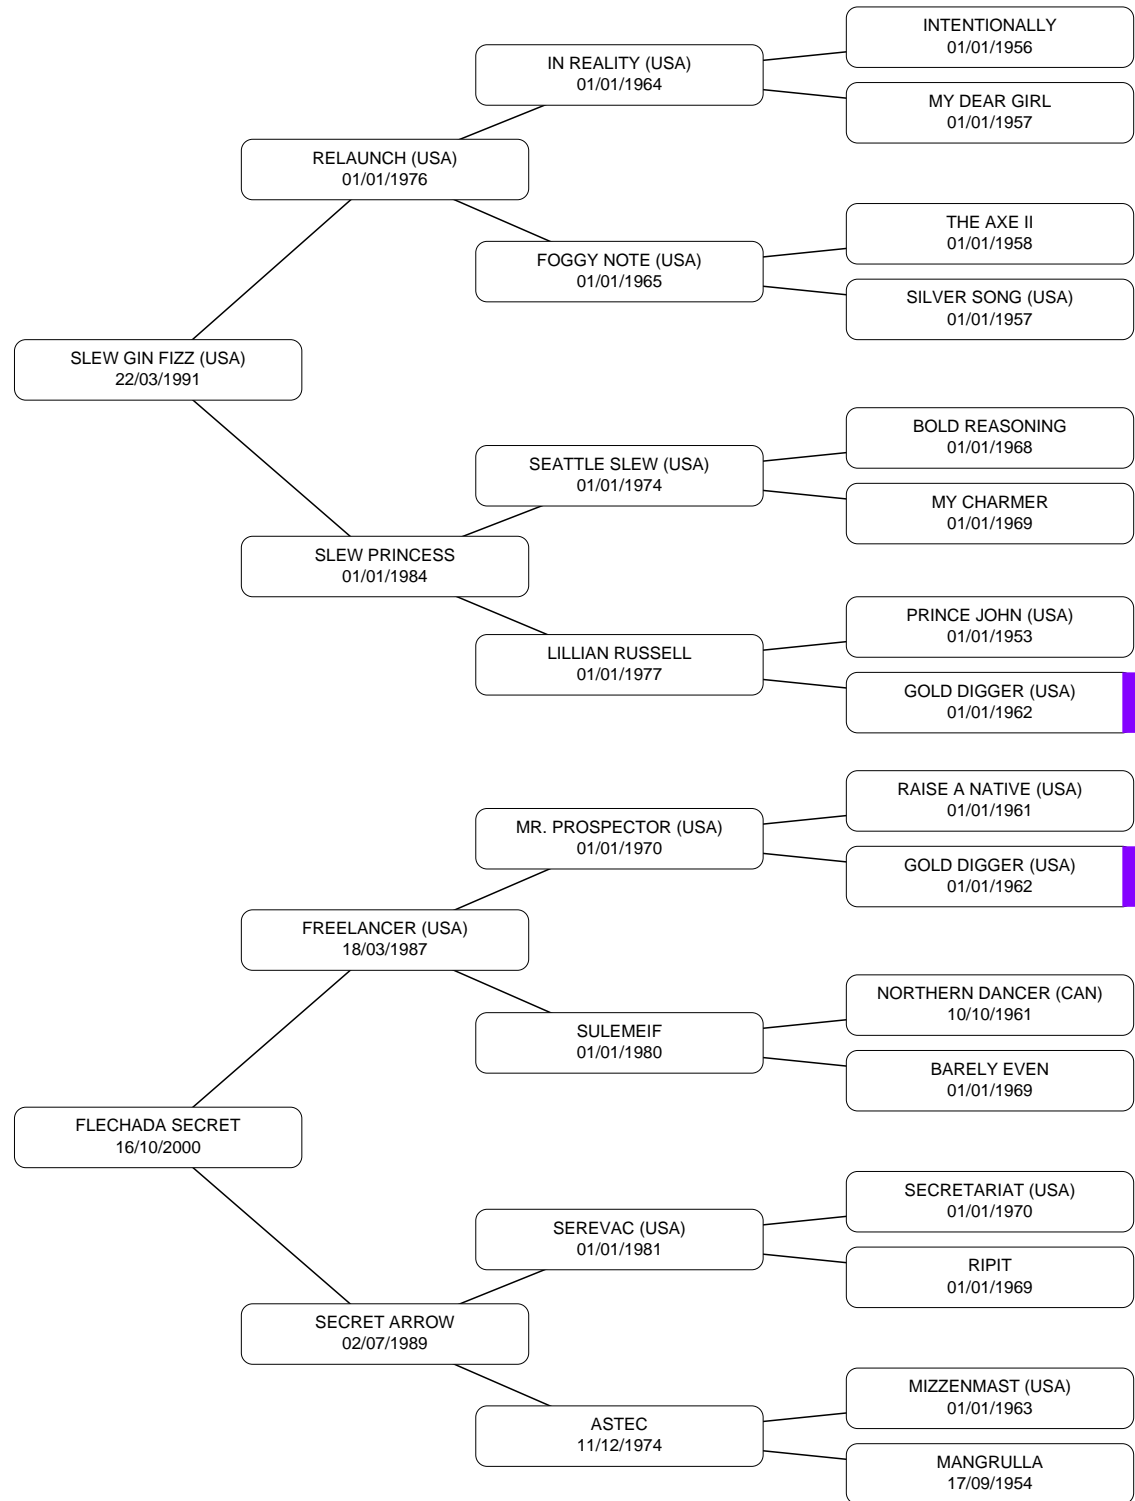 INTENTIONALLY
01/01/1956
IN REALITY (USA)
01/01/1964
MY DEAR GIRL
01/01/1957
RELAUNCH (USA)
01/01/1976
THE AXE II
01/01/1958
FOGGY NOTE (USA)
01/01/1965
SILVER SONG (USA)
01/01/1957
SLEW GIN FIZZ (USA)
22/03/1991
BOLD REASONING
01/01/1968
SEATTLE SLEW (USA)
01/01/1974
MY CHARMER
01/01/1969
SLEW PRINCESS
01/01/1984
PRINCE JOHN (USA)
01/01/1953
LILLIAN RUSSELL
01/01/1977
GOLD DIGGER (USA)
01/01/1962
RAISE A NATIVE (USA)
01/01/1961
MR. PROSPECTOR (USA)
01/01/1970
GOLD DIGGER (USA)
01/01/1962
FREELANCER (USA)
18/03/1987
NORTHERN DANCER (CAN)
10/10/1961
SULEMEIF
01/01/1980
BARELY EVEN
01/01/1969
FLECHADA SECRET
16/10/2000
SECRETARIAT (USA)
01/01/1970
SEREVAC (USA)
01/01/1981
RIPIT
01/01/1969
SECRET ARROW
02/07/1989
MIZZENMAST (USA)
01/01/1963
ASTEC
11/12/1974
MANGRULLA
17/09/1954